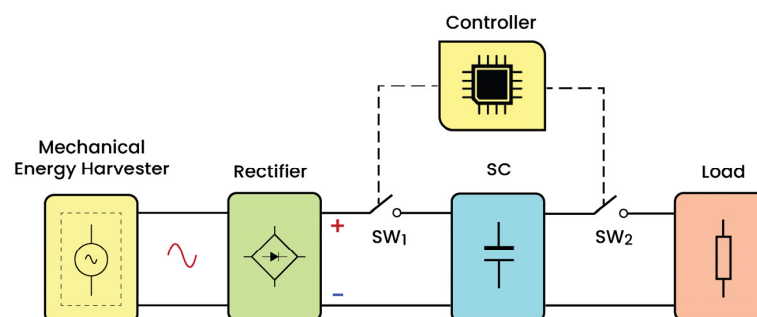 Controller
Mechanical
Energy Harvester
Rectifier
SC
Load
+
SW₁
SW₂
−